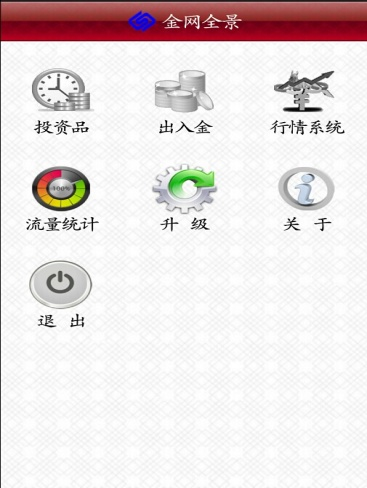 金网全景
投资品 出入金 行情系统
100%
流量统计 升 级 关 于
退 出